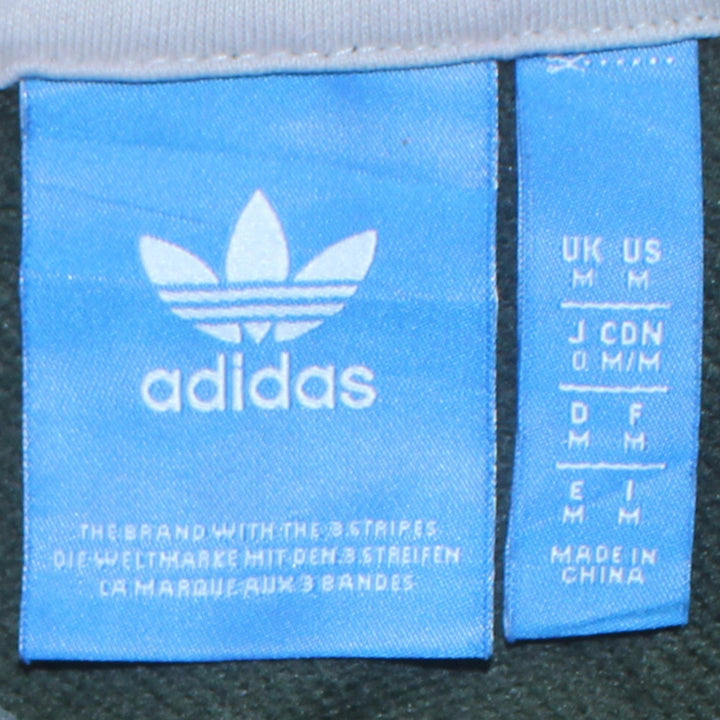 adidas
THE BRAND WITH THE 3 STRIPES
DIE WELTMARKE MIT DEN 3 STREIFEN
LA MARQUE AUX 3 BANDES
UK US
M M
J CDN
O M/M
D F
M M
E I
M M
MADE IN
CHINA